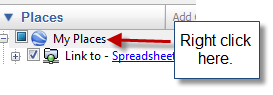 Places
Add
My Places
Link to - Spreadsheet
Right click
here.